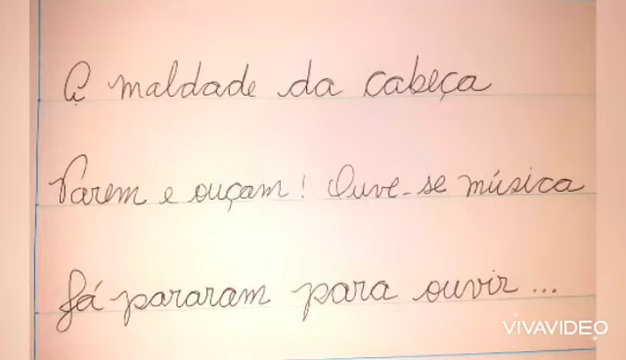 A maldade da cabeça
Parem e ouçam! Ouve-se música
Já pararam para ouvir...
VIVAVIDEO